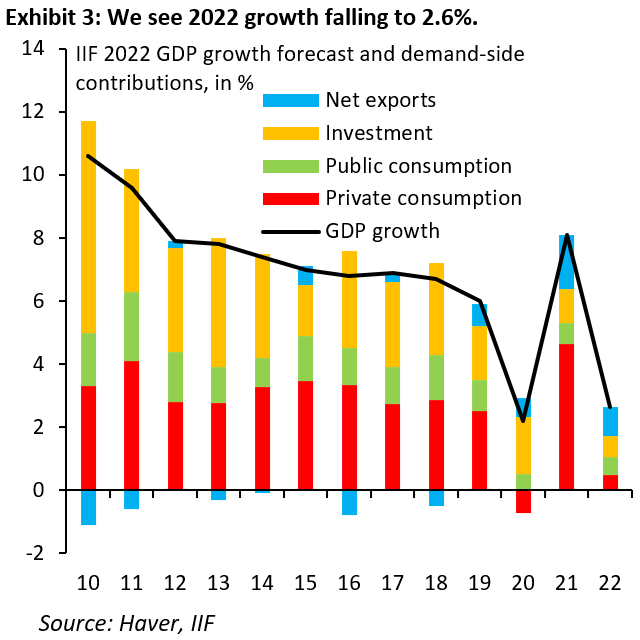 Exhibit 3: We see 2022 growth falling to 2.6%.
14
IIF 2022 GDP growth forecast and demand-side
contributions, in %
12
Net exports
Investment
Public consumption
Private consumption
GDP growth
10
8
6
4
2
0
-2
10 11 12 13 14 15 16 17 18 19 20 21 22
Source: Haver, IIF